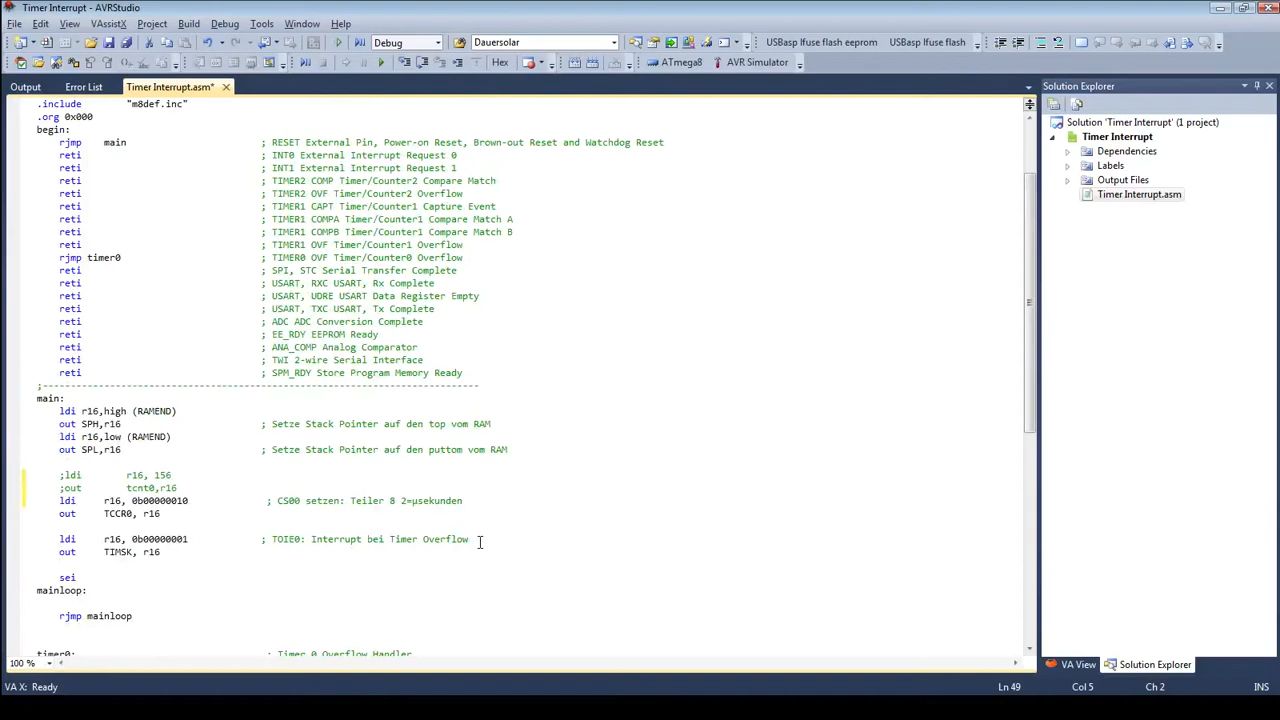 Timer Interrupt - AVRStudio
File Edit View VAssistX Project Build Debug Tools Window Help
Debug Dauersolar USBasp lfuse flash eeprom USBasp lfuse flash
Hex ATmega8 AVR Simulator
Output Error List Timer Interrupt.asm*
Solution Explorer
Solution 'Timer Interrupt' (1 project)
Timer Interrupt
Dependencies
Labels
Output Files
Timer Interrupt.asm
.include "m8def.inc"
.org 0x000
begin:
rjmp main ; RESET External Pin, Power-on Reset, Brown-out Reset and Watchdog Reset
reti ; INT0 External Interrupt Request 0
reti ; INT1 External Interrupt Request 1
reti ; TIMER2 COMP Timer/Counter2 Compare Match
reti ; TIMER2 OVF Timer/Counter2 Overflow
reti ; TIMER1 CAPT Timer/Counter1 Capture Event
reti ; TIMER1 COMPA Timer/Counter1 Compare Match A
reti ; TIMER1 COMPB Timer/Counter1 Compare Match B
reti ; TIMER1 OVF Timer/Counter1 Overflow
rjmp timer0 ; TIMER0 OVF Timer/Counter0 Overflow
reti ; SPI, STC Serial Transfer Complete
reti ; USART, RXC USART, Rx Complete
reti ; USART, UDRE USART Data Register Empty
reti ; USART, TXC USART, Tx Complete
reti ; ADC ADC Conversion Complete
reti ; EE_RDY EEPROM Ready
reti ; ANA_COMP Analog Comparator
reti ; TWI 2-wire Serial Interface
reti ; SPM_RDY Store Program Memory Ready
;------------------------------------------------------------------------------
main:
ldi r16,high (RAMEND)
out SPH,r16 ; Setze Stack Pointer auf den top vom RAM
ldi r16,low (RAMEND)
out SPL,r16 ; Setze Stack Pointer auf den puttom vom RAM
;ldi r16, 156
;out tcnt0,r16
ldi r16, 0b00000010 ; CS00 setzen: Teiler 8 2=µsekunden
out TCCR0, r16
ldi r16, 0b00000001 ; TOIE0: Interrupt bei Timer Overflow
out TIMSK, r16
sei
mainloop:
rjmp mainloop
timer0: ; Timer 0 Overflow Handler
100 %
VA View Solution Explorer
VA X: Ready Ln 49 Col 5 Ch 2 INS